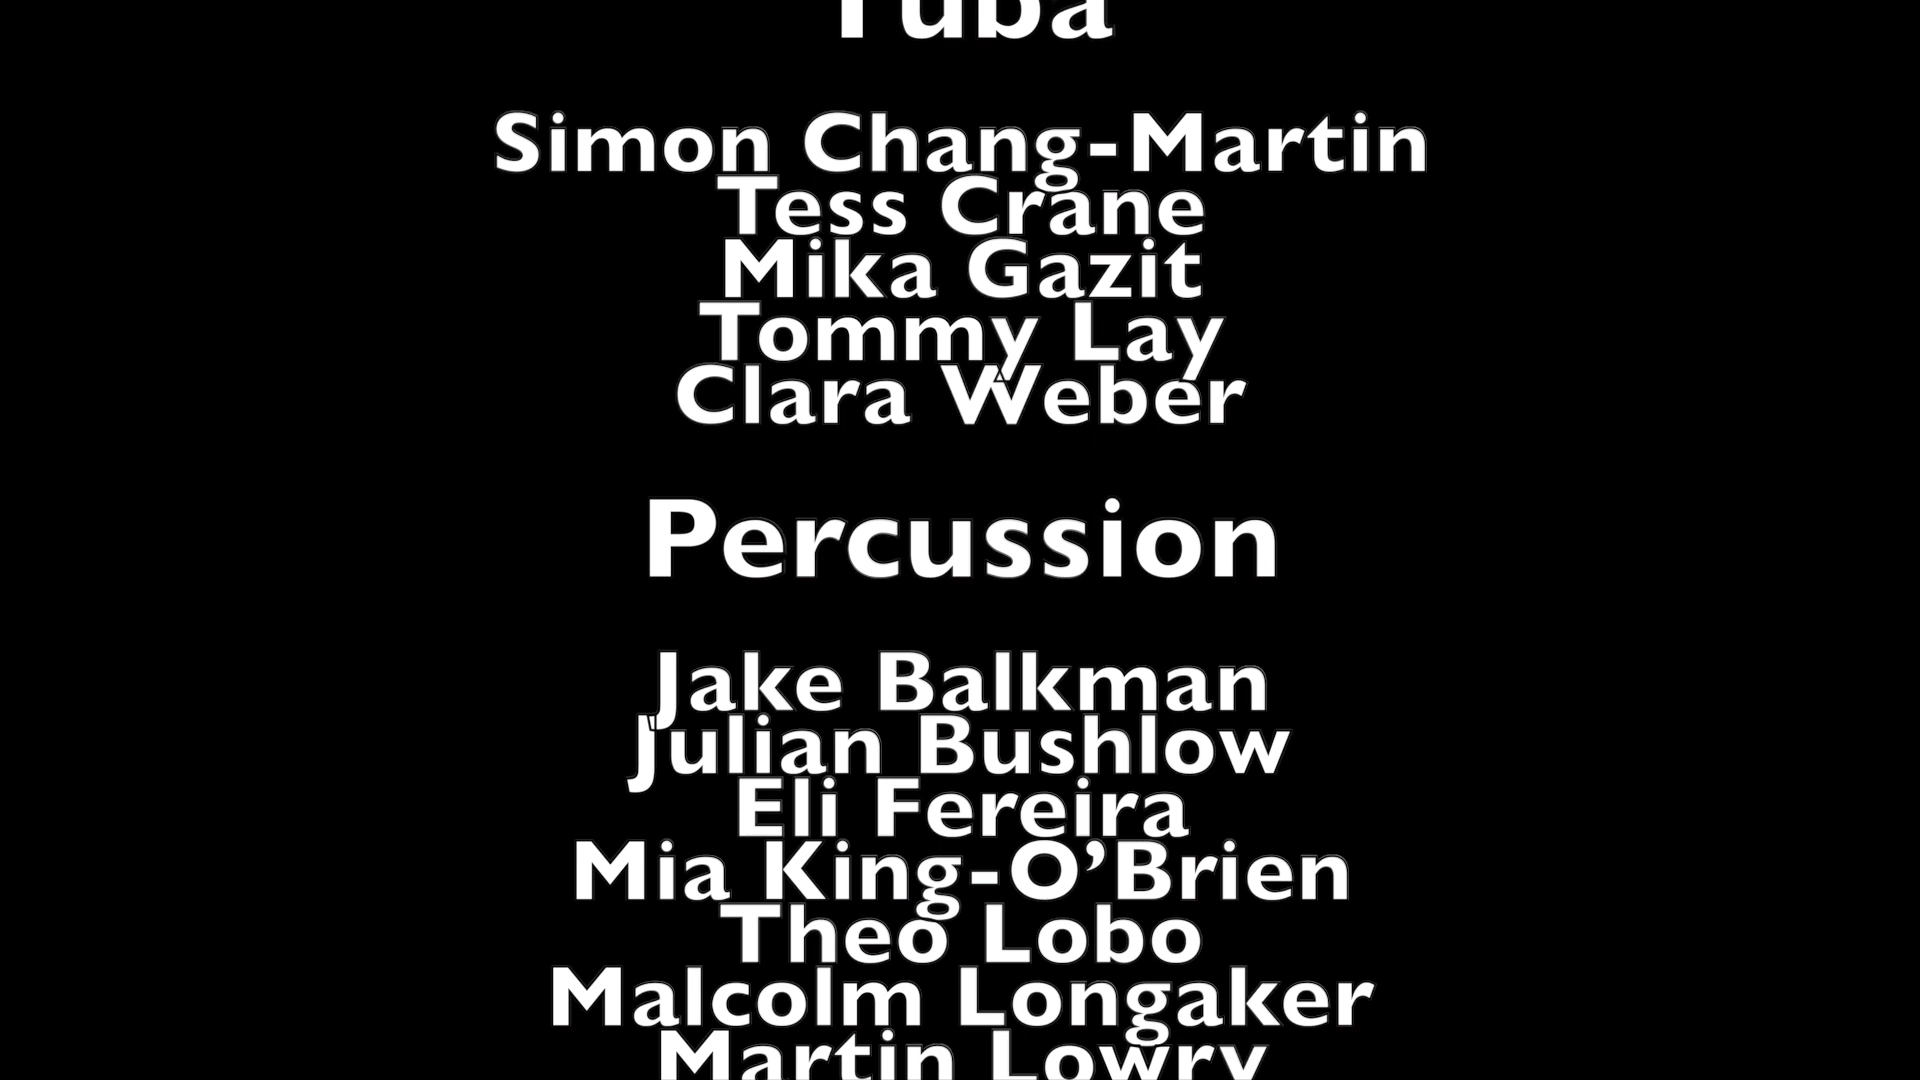 Tuba
Simon Chang-Martin
Tess Crane
Mika Gazit
Tommy Lay
Clara Weber
Percussion
Jake Balkman
Julian Bushlow
Eli Fereira
Mia King-O’Brien
Theo Lobo
Malcolm Longaker
Martin Lowry